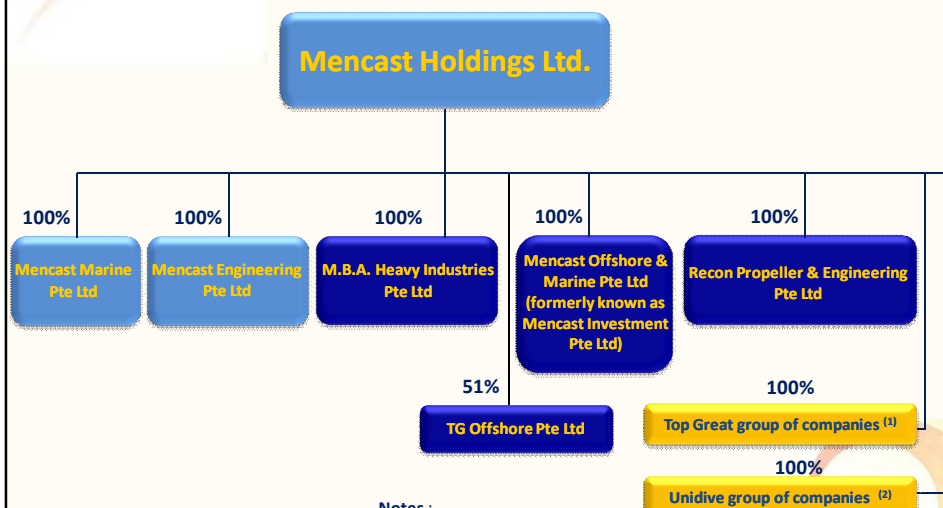 Mencast Holdings Ltd.
100%
100%
100%
100%
100%
Mencast Marine
Pte Ltd
Mencast Engineering
Pte Ltd
M.B.A. Heavy Industries
Pte Ltd
Mencast Offshore &
Marine Pte Ltd
(formerly known as
Mencast Investment
Pte Ltd)
Recon Propeller & Engineering
Pte Ltd
51%
TG Offshore Pte Ltd
100%
Top Great group of companies (1)
100%
Unidive group of companies (2)
Notes :